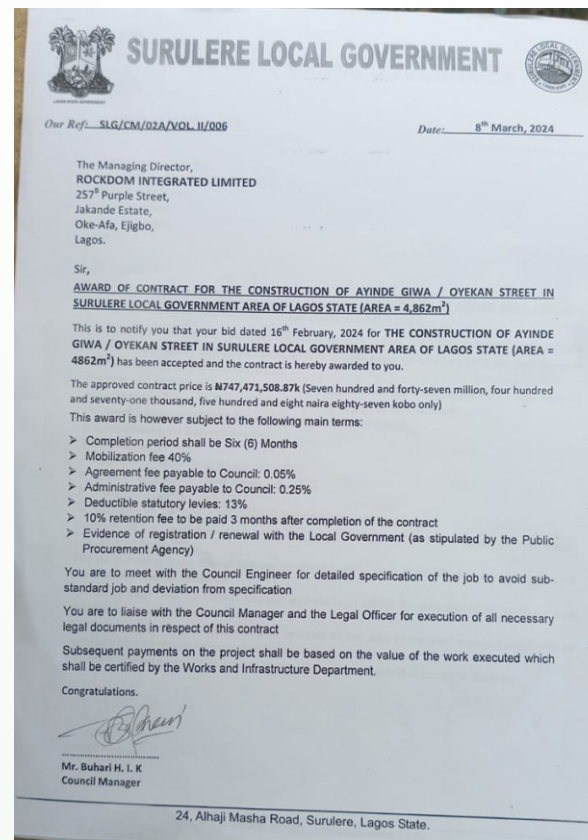 SURULERE LOCAL GOVERNMENT
Our Ref: SLG/CM/02A/VOL. II/006
Date: 8th March, 2024
The Managing Director,
ROCKDOM INTEGRATED LIMITED
257B Purple Street,
Jakande Estate,
Oke-Afa, Ejigbo,
Lagos.
Sir,
AWARD OF CONTRACT FOR THE CONSTRUCTION OF AYINDE GIWA / OYEKAN STREET IN
SURULERE LOCAL GOVERNMENT AREA OF LAGOS STATE (AREA = 4,862m²)
This is to notify you that your bid dated 16th February, 2024 for THE CONSTRUCTION OF AYINDE
GIWA / OYEKAN STREET IN SURULERE LOCAL GOVERNMENT AREA OF LAGOS STATE (AREA =
4862m²) has been accepted and the contract is hereby awarded to you.
The approved contract price is ₦747,471,508.87k (Seven hundred and forty-seven million, four hundred
and seventy-one thousand, five hundred and eight naira eighty-seven kobo only)
This award is however subject to the following main terms:
➤ Completion period shall be Six (6) Months
➤ Mobilization fee 40%
➤ Agreement fee payable to Council: 0.05%
➤ Administrative fee payable to Council: 0.25%
➤ Deductible statutory levies: 13%
➤ 10% retention fee to be paid 3 months after completion of the contract
➤ Evidence of registration / renewal with the Local Government (as stipulated by the Public
Procurement Agency)
You are to meet with the Council Engineer for detailed specification of the job to avoid sub-
standard job and deviation from specification
You are to liaise with the Council Manager and the Legal Officer for execution of all necessary
legal documents in respect of this contract
Subsequent payments on the project shall be based on the value of the work executed which
shall be certified by the Works and Infrastructure Department.
Congratulations.
Mr. Buhari H. I. K
Council Manager
24, Alhaji Masha Road, Surulere, Lagos State.